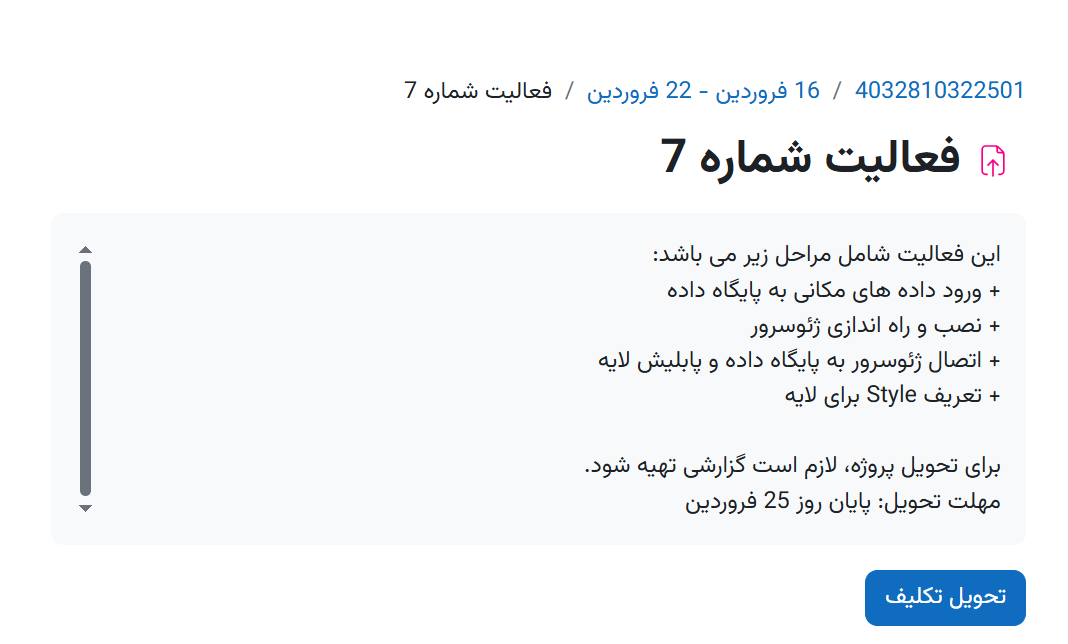 4032810322501 / 16 فروردین - 22 فروردین / فعالیت شماره 7
فعالیت شماره 7
این فعالیت شامل مراحل زیر می باشد:
+ ورود داده های مکانی به پایگاه داده
+ نصب و راه اندازی ژئوسرور
+ اتصال ژئوسرور به پایگاه داده و پابلیش لایه
+ تعریف Style برای لایه
برای تحویل پروژه، لازم است گزارشی تهیه شود.
مهلت تحویل: پایان روز 25 فروردین
تحویل تکلیف